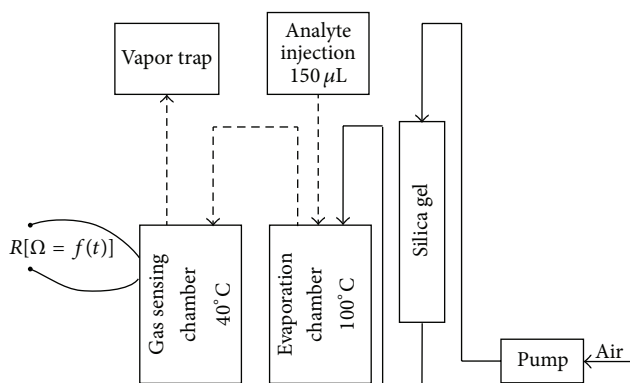 Vapor trap
Analyte
injection
150 μL
R[Ω = f(t)]
Gas sensing
chamber
40°C
Evaporation
chamber
100°C
Silica gel
Pump
Air